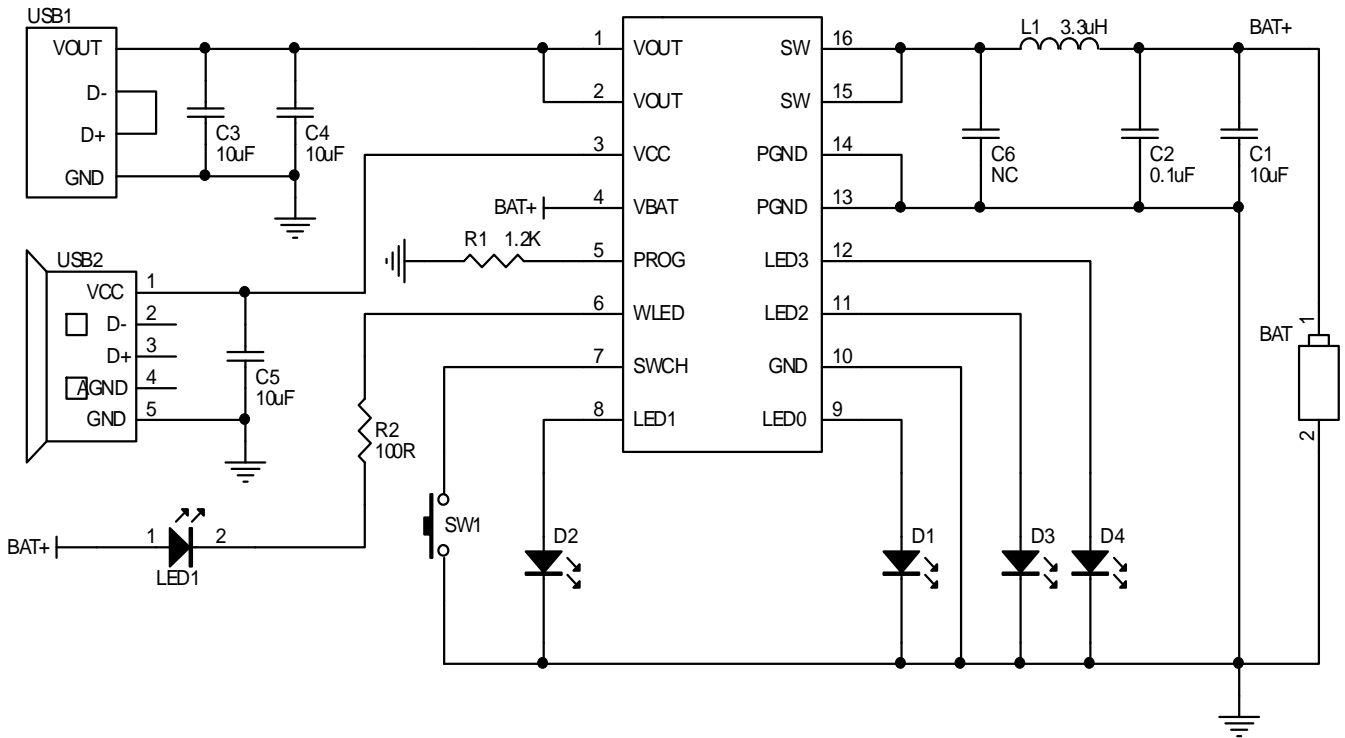 USB1
VOUT
D-
D+
GND
C3
10uF
C4
10uF
USB2
VCC
D-
D+
AGND
GND
1
2
3
4
5
C5
10uF
BAT+
1
2
LED1
R2
100R
R1 1.2K
BAT+
SW1
1 VOUT
2 VOUT
3 VCC
4 VBAT
5 PROG
6 WLED
7 SWCH
8 LED1
SW 16
SW 15
PGND 14
PGND 13
LED3 12
LED2 11
GND 10
LED0 9
L1 3.3uH
BAT+
C6
NC
C2
0.1uF
C1
10uF
BAT
1
2
D2
D1
D3
D4